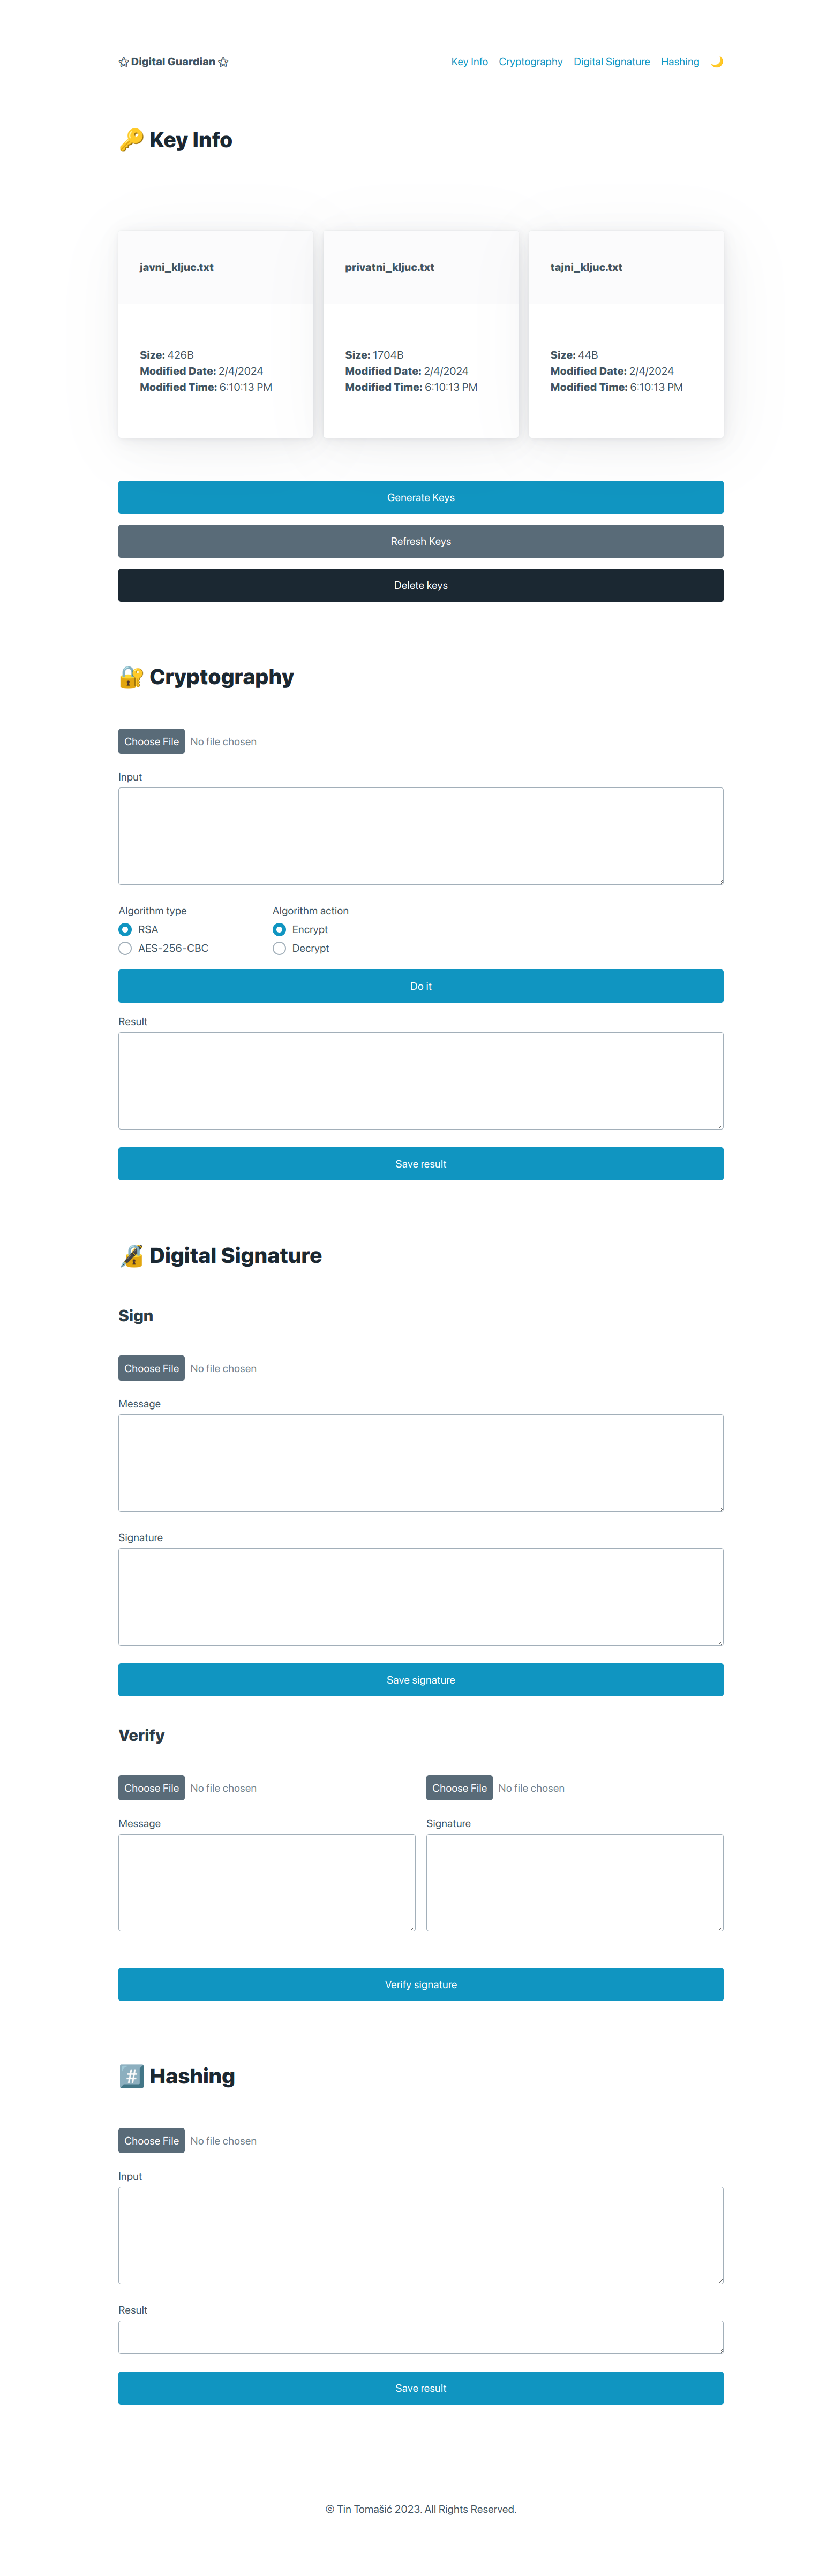 ⚝ Digital Guardian ⚝
Key Info Cryptography Digital Signature Hashing 🌙
🔑 Key Info
javni_kljuc.txt
Size: 426B
Modified Date: 2/4/2024
Modified Time: 6:10:13 PM
privatni_kljuc.txt
Size: 1704B
Modified Date: 2/4/2024
Modified Time: 6:10:13 PM
tajni_kljuc.txt
Size: 44B
Modified Date: 2/4/2024
Modified Time: 6:10:13 PM
Generate Keys
Refresh Keys
Delete keys
🔐 Cryptography
Choose File No file chosen
Input
Algorithm type
RSA
AES-256-CBC
Algorithm action
Encrypt
Decrypt
Do it
Result
Save result
🔏 Digital Signature
Sign
Choose File No file chosen
Message
Signature
Save signature
Verify
Choose File No file chosen
Message
Choose File No file chosen
Signature
Verify signature
#️⃣ Hashing
Choose File No file chosen
Input
Result
Save result
© Tin Tomašić 2023. All Rights Reserved.